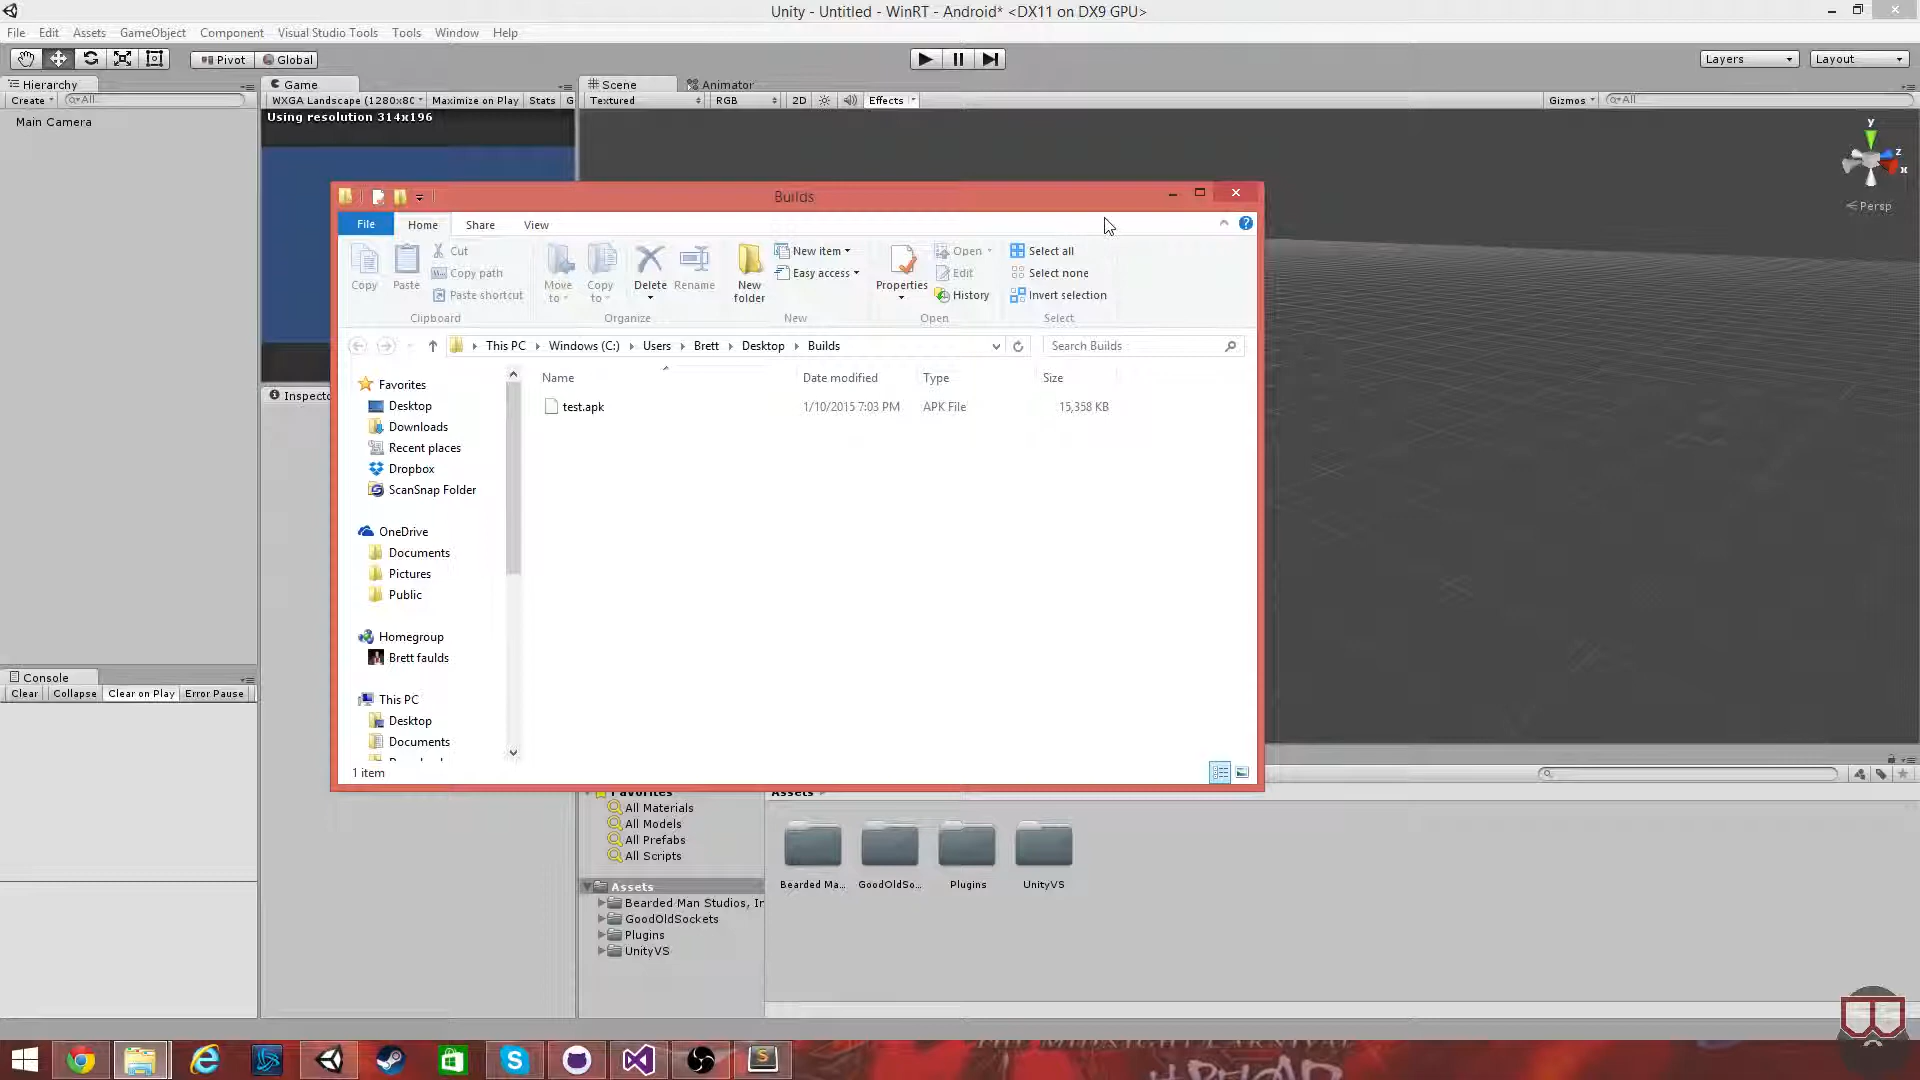 Unity - Untitled - WinRT - Android* <DX11 on DX9 GPU>
File Edit Assets GameObject Component Visual Studio Tools Tools Window Help
Pivot Global Layers Layout
Hierarchy Game Scene Animator
Create All WXGA Landscape (1280x8C Maximize on Play Stats G Textured RGB 2D Effects Gizmos All
Main Camera
Using resolution 314x196
y
z
x
Persp
Builds
File Home Share View
Copy
Paste
Cut
Copy path
Paste shortcut
Clipboard
Move to
Copy to
Delete
Rename
Organize
New folder
New item
Easy access
New
Properties
Open
Edit
History
Open
Select all
Select none
Invert selection
Select
This PC Windows (C:) Users Brett Desktop Builds
Search Builds
Name Date modified Type Size
test.apk 1/10/2015 7:03 PM APK File 15,358 KB
Favorites
Desktop
Downloads
Recent places
Dropbox
ScanSnap Folder
OneDrive
Documents
Pictures
Public
Homegroup
Brett faulds
This PC
Desktop
Documents
1 item
Inspecto
Console
Clear Collapse Clear on Play Error Pause
Favorites
All Materials
All Models
All Prefabs
All Scripts
Assets
Bearded Man Studios, Ir
GoodOldSockets
Plugins
UnityVS
Assets
Bearded Ma... GoodOldSo... Plugins UnityVS